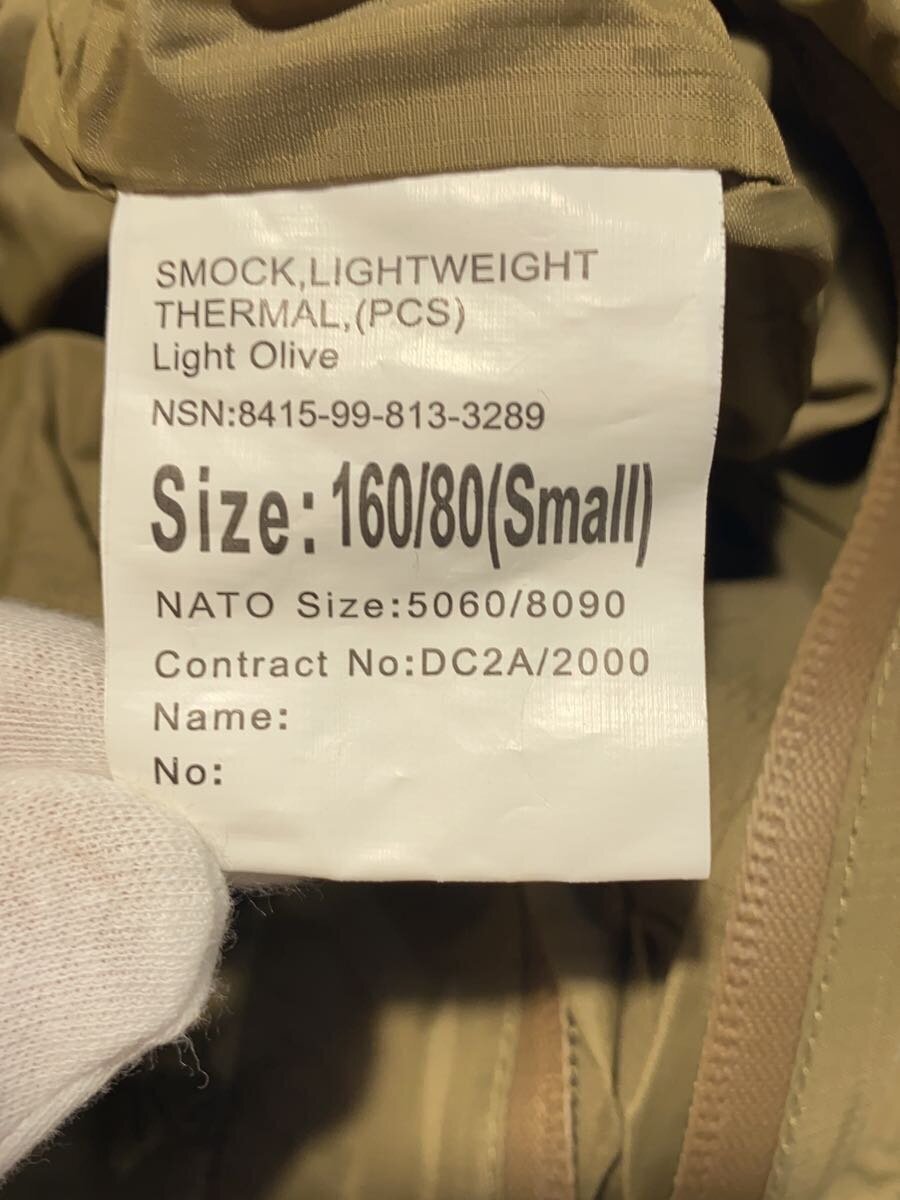 SMOCK,LIGHTWEIGHT
THERMAL,(PCS)
Light Olive
NSN:8415-99-813-3289
Size:160/80(Small)
NATO Size:5060/8090
Contract No:DC2A/2000
Name:
No: